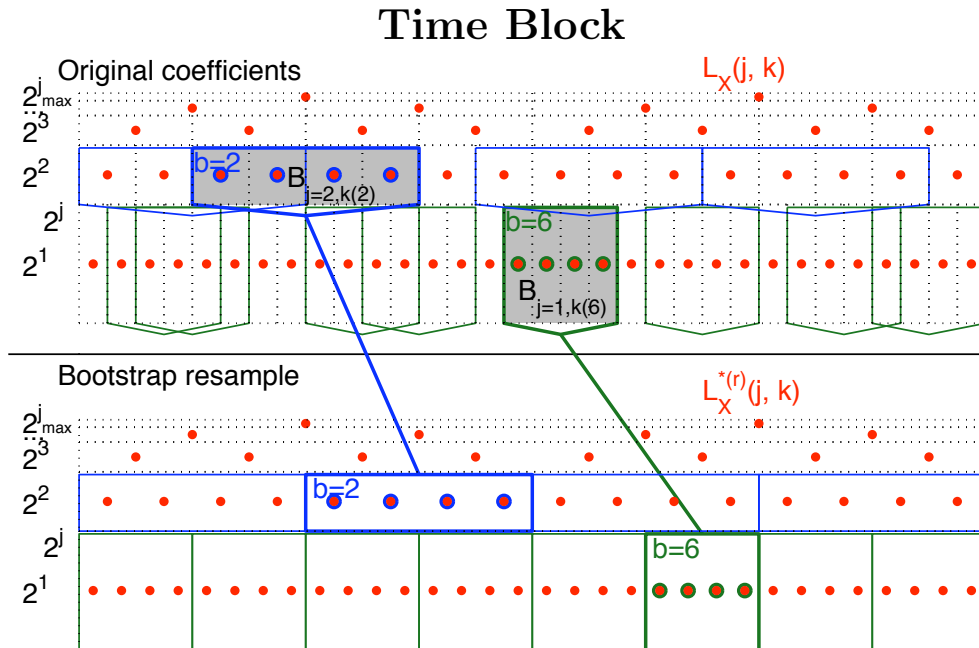 Time Block
Original coefficients
L_X(j, k)
2^j_max
...
2^3
2^2
b=2
B_j=2,k(2)
2^j
b=6
2^1
B_j=1,k(6)
Bootstrap resample
L_X^*(r)(j, k)
2^j_max
...
2^3
2^2
b=2
2^j
b=6
2^1